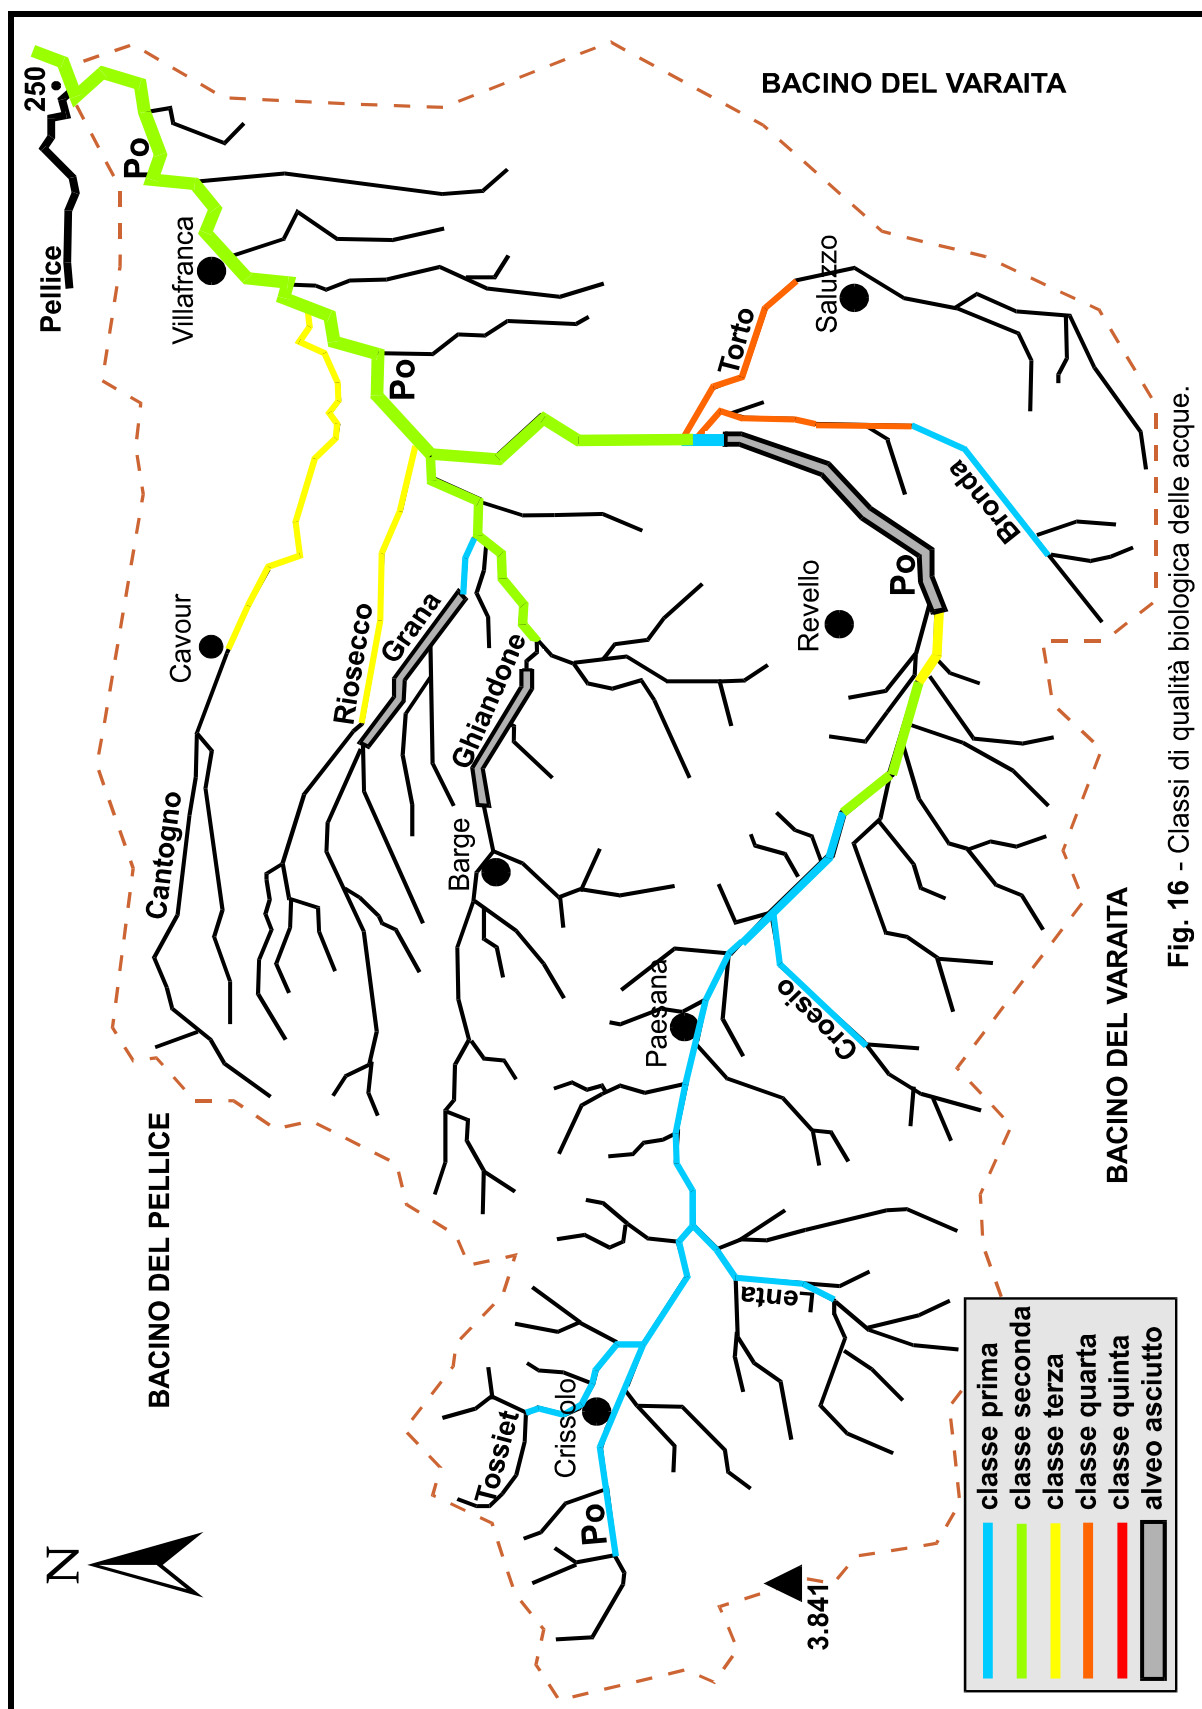 N
BACINO DEL PELLICE
Pellice
250
Po
Villafranca
Cavour
Cantogno
Riosecco
Grana
Ghiandone
Barge
Po
Torto
Saluzzo
BACINO DEL VARAITA
Bronda
Po
Revello
Paesana
Croesio
Lenta
Tossiet
Crissolo
Po
3.841
BACINO DEL VARAITA
classe prima
classe seconda
classe terza
classe quarta
classe quinta
alveo asciutto
Fig. 16 - Classi di qualità biologica delle acque.